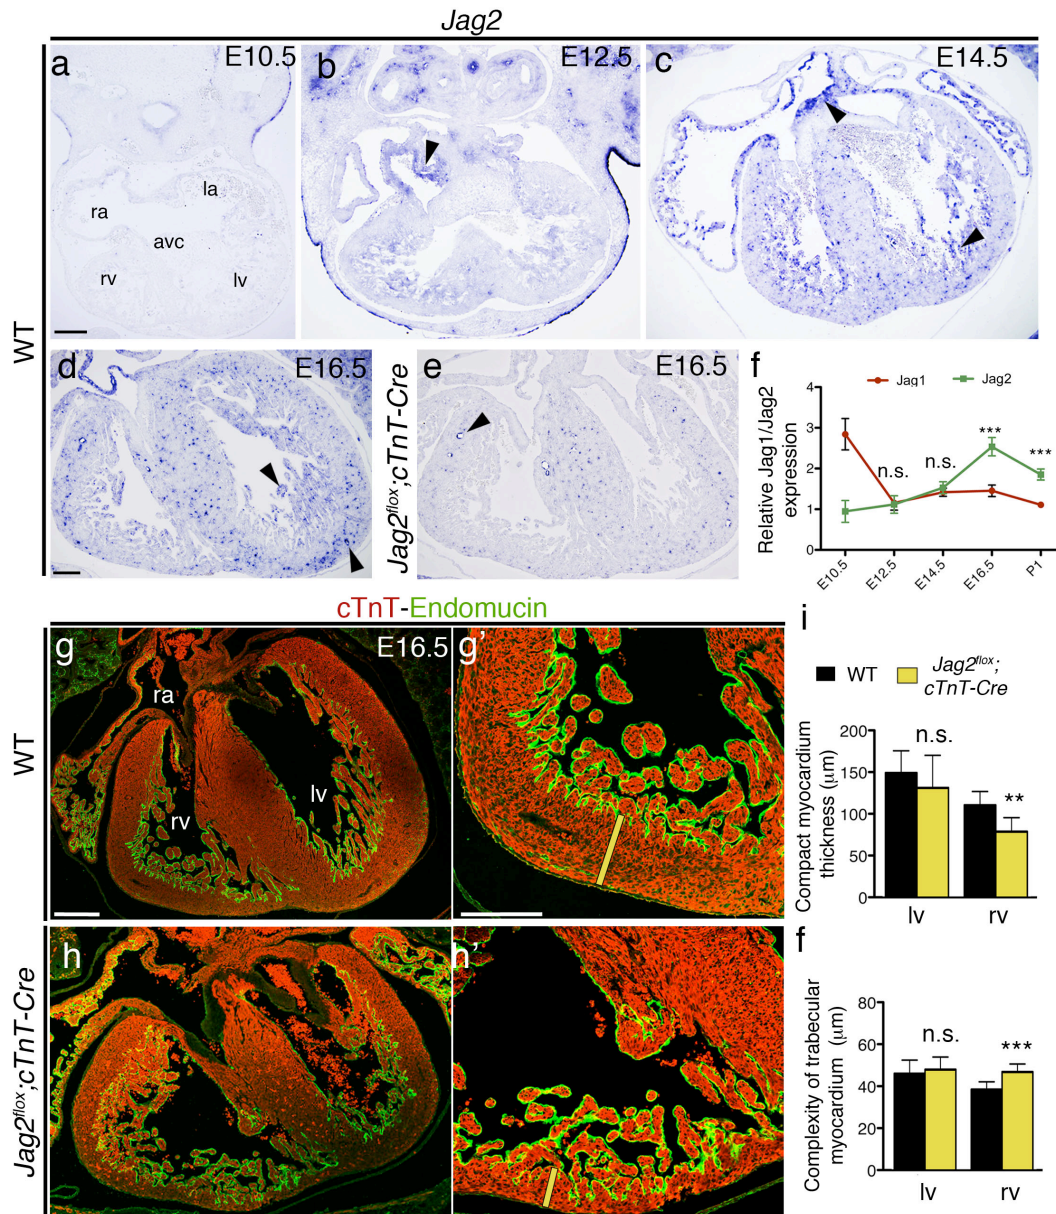 Jag2
WT
a
E10.5
la
ra
avc
rv
lv
b
E12.5
c
E14.5
d
E16.5
Jag2flox;cTnT-Cre
e
E16.5
f
Jag1
Jag2
Relative Jag1/Jag2
expression
4
3
2
1
0
n.s.
n.s.
***
***
E10.5
E12.5
E14.5
E16.5
P1
cTnT-Endomucin
WT
g
E16.5
ra
rv
lv
g'
Jag2flox;cTnT-Cre
h
h'
i
WT
Jag2flox;
cTnT-Cre
Compact myocardium
thickness (μm)
200
150
100
50
0
n.s.
**
lv
rv
f
Complexity of trabecular
myocardium (μm)
80
60
40
20
0
n.s.
***
lv
rv